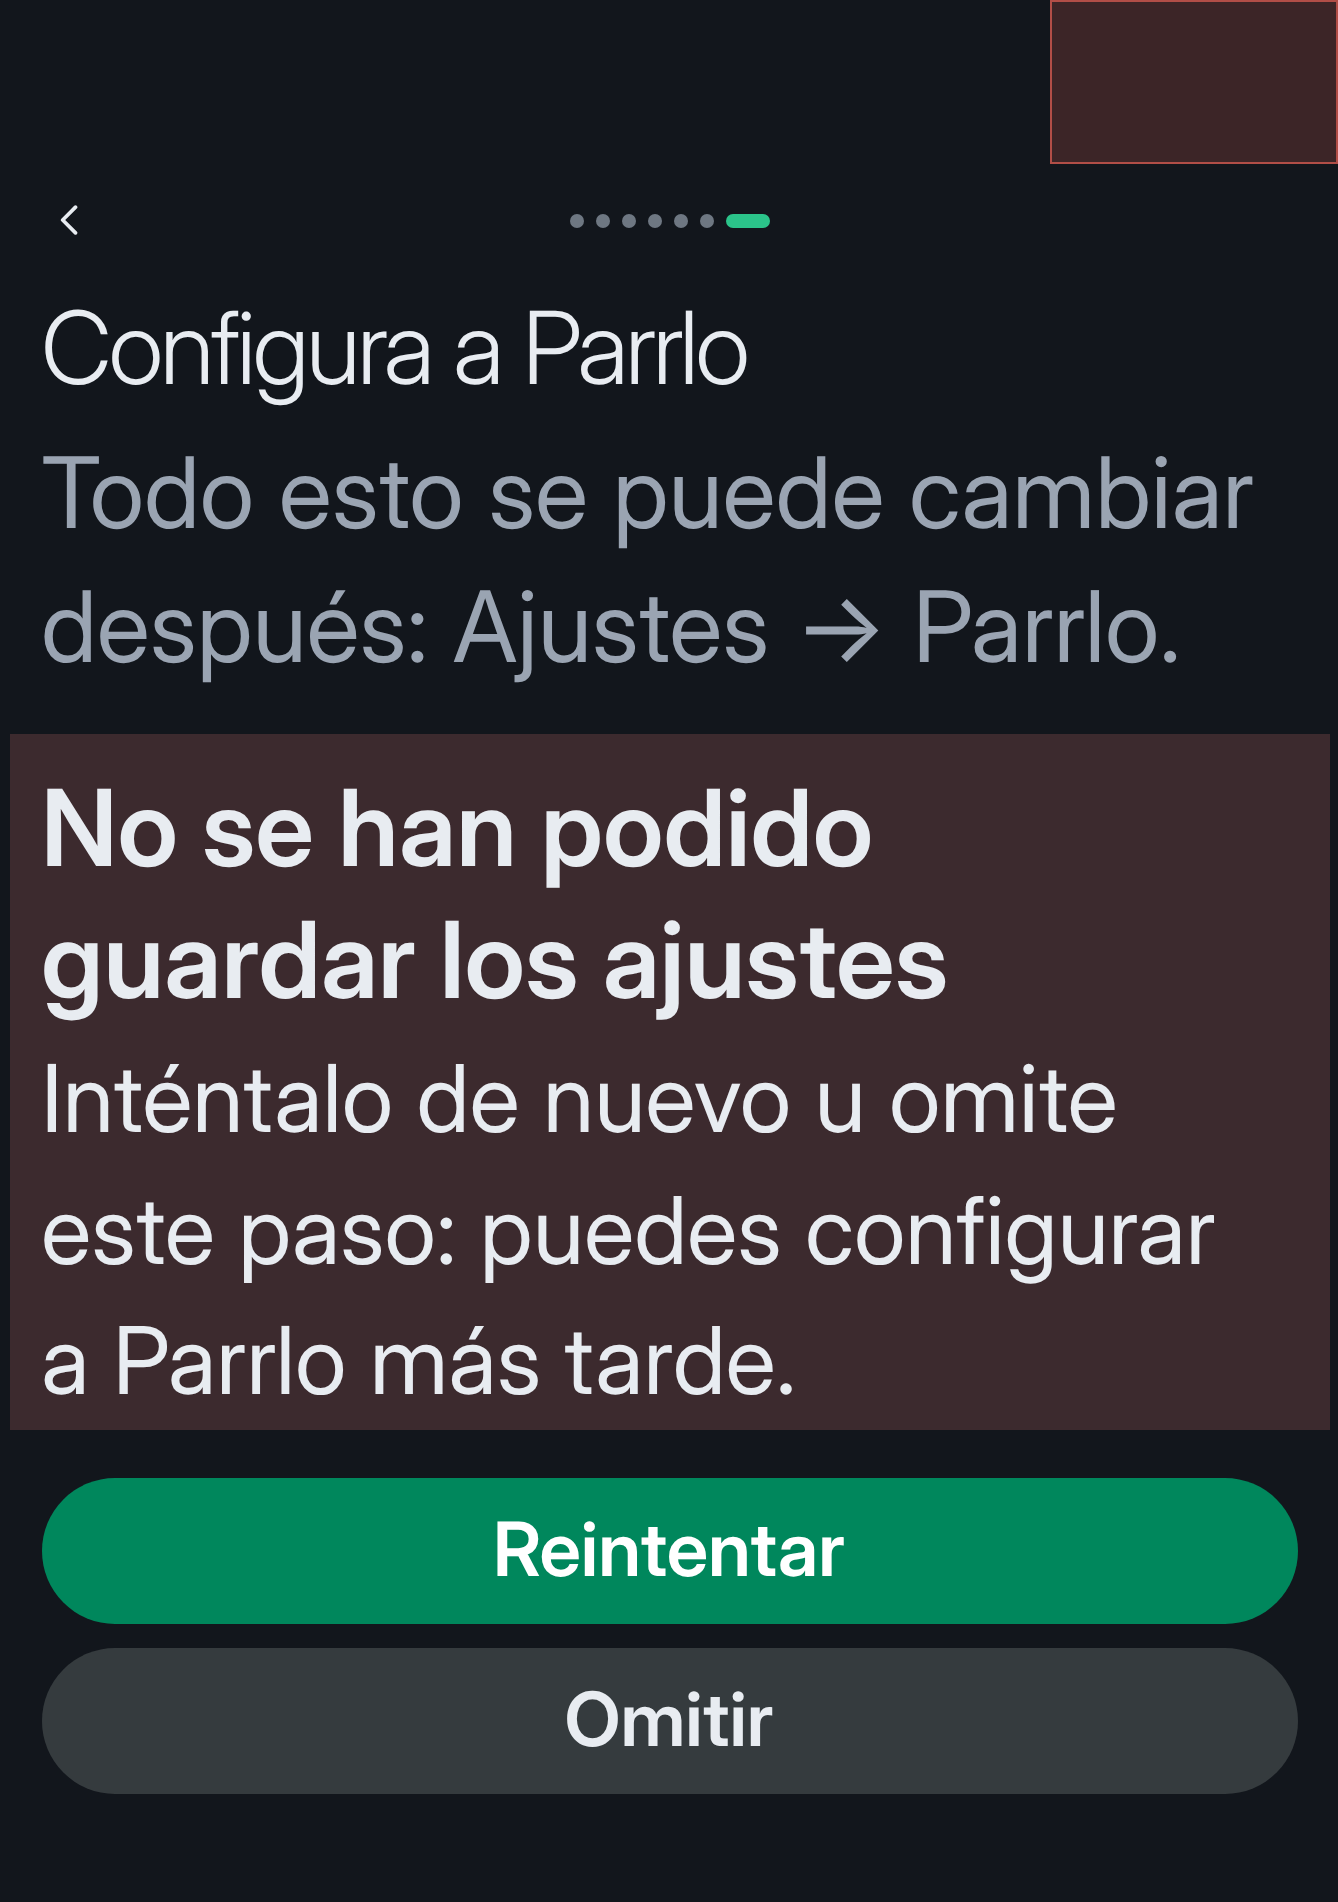 Configura a Parrlo
Todo esto se puede cambiar
después: Ajustes → Parrlo.
No se han podido
guardar los ajustes
Inténtalo de nuevo u omite
este paso: puedes configurar
a Parrlo más tarde.
Reintentar
Omitir